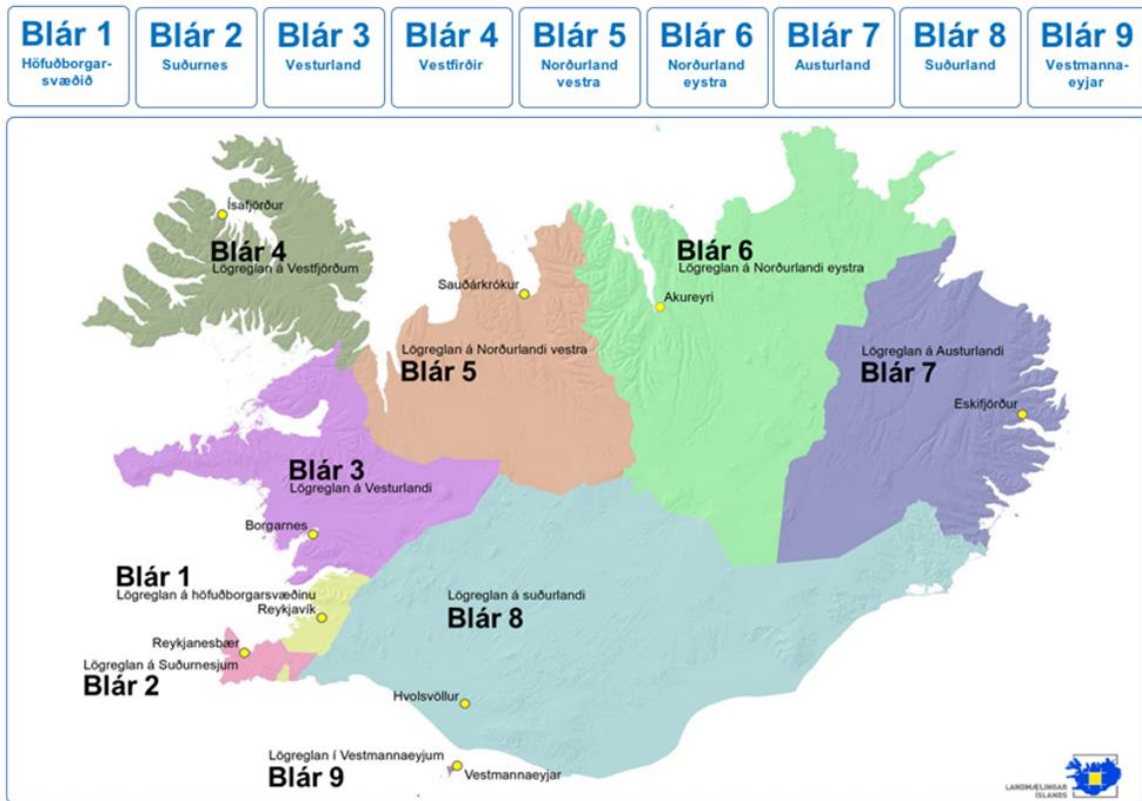 Blár 1
Höfuðborgar-
svæðið
Blár 2
Suðurnes
Blár 3
Vesturland
Blár 4
Vestfirðir
Blár 5
Norðurland
vestra
Blár 6
Norðurland
eystra
Blár 7
Austurland
Blár 8
Suðurland
Blár 9
Vestmanna-
eyjar
Ísafjörður
Blár 4
Lögreglan á Vestfjörðum
Blár 6
Lögreglan á Norðurlandi eystra
Sauðárkrókur
Akureyri
Lögreglan á Norðurlandi vestra
Blár 5
Lögreglan á Austurlandi
Blár 7
Eskifjörður
Blár 3
Lögreglan á Vesturlandi
Borgarnes
Blár 1
Lögreglan á höfuðborgarsvæðinu
Reykjavík
Lögreglan á suðurlandi
Blár 8
Reykjanesbær
Lögreglan á Suðurnesjum
Blár 2
Hvolsvöllur
Lögreglan í Vestmannaeyjum
Blár 9
Vestmannaeyjar
LANDMÆLINGAR
ÍSLANDS